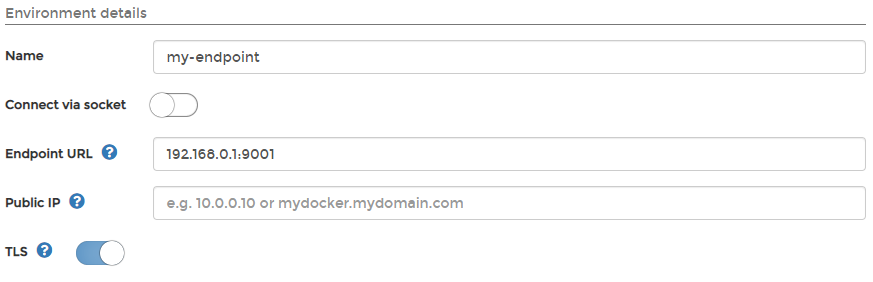 Environment details
Name
my-endpoint
Connect via socket
Endpoint URL ?
192.168.0.1:9001
Public IP ?
e.g. 10.0.0.10 or mydocker.mydomain.com
TLS ?